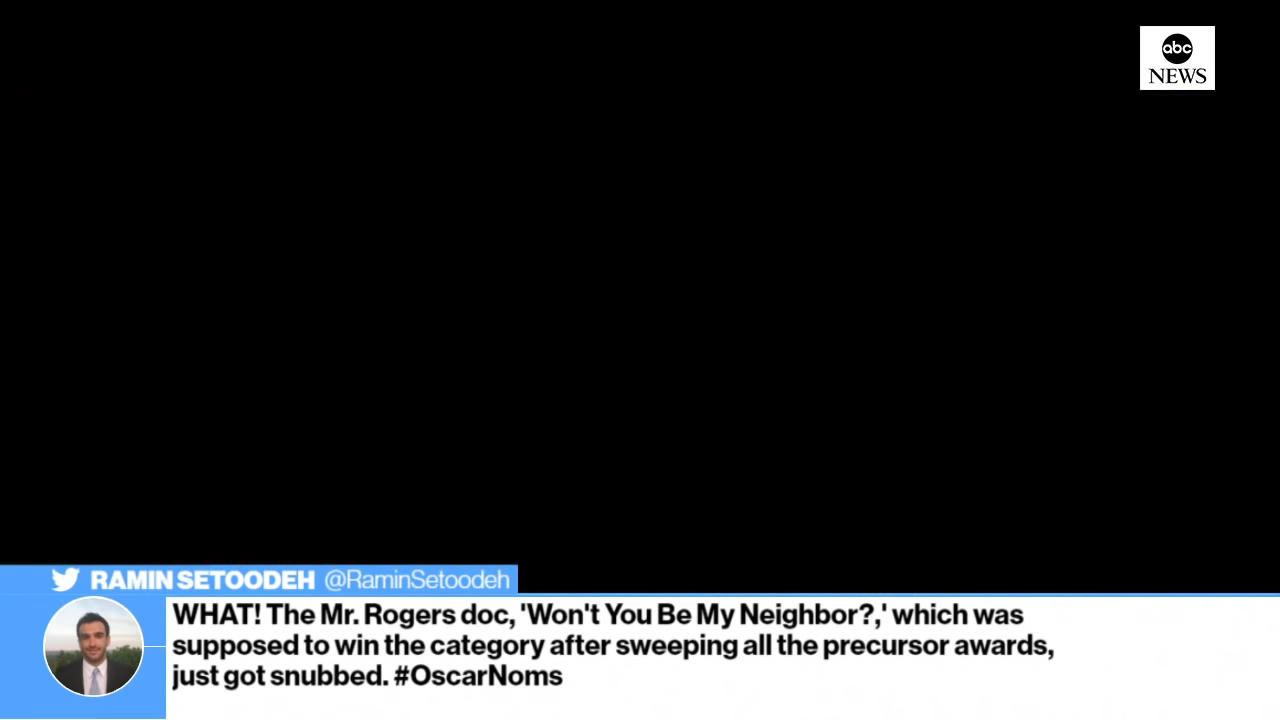 abc
NEWS
RAMIN SETOODEH @RaminSetoodeh
WHAT! The Mr. Rogers doc, 'Won't You Be My Neighbor?,' which was
supposed to win the category after sweeping all the precursor awards,
just got snubbed. #OscarNoms